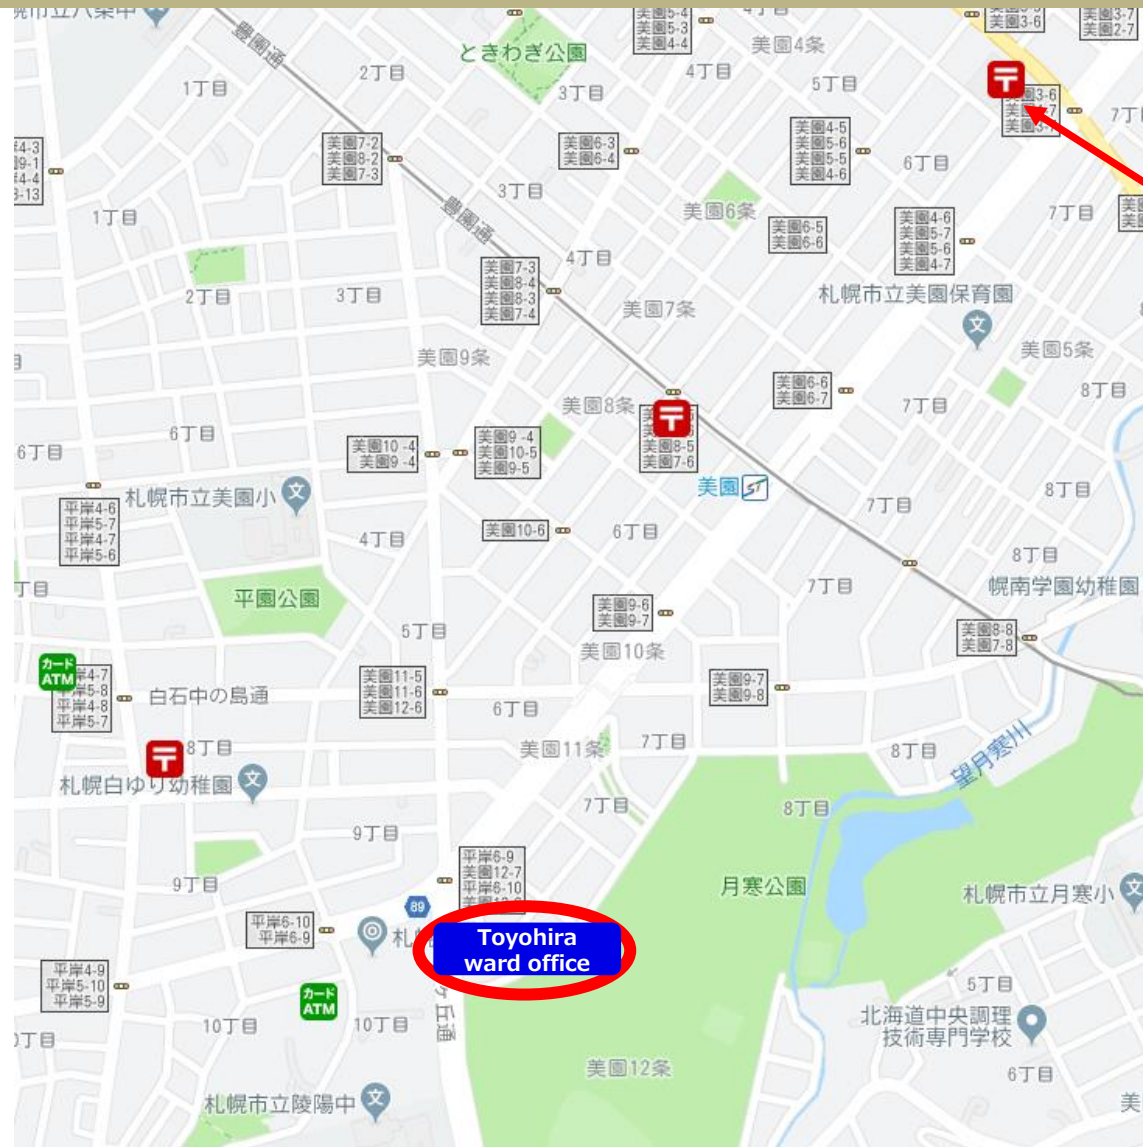 豊園通
ときわぎ公園
美園5-3
美園4-4
美園4条
美園3-6
美園2-7
1丁目
2丁目
3丁目
4丁目
5丁目
美園7-2
美園8-2
美園7-3
美園6-3
美園6-4
美園4-5
美園5-6
美園5-5
美園4-6
6丁目
3丁目
1丁目
豊園通
美園6条
美園6-5
美園6-6
美園4-6
美園5-7
美園5-6
美園4-7
7丁目
4丁目
美園7-3
美園8-4
美園8-3
美園7-4
2丁目
3丁目
美園7条
札幌市立美園保育園
美園5条
美園9条
美園6-6
美園6-7
8丁目
美園8条
7丁目
6丁目
6丁目
美園10-4
美園9-4
美園9-4
美園10-5
美園9-5
美園8-5
美園7-6
美園
札幌市立美園小
平岸4-6
平岸5-7
平岸4-7
平岸5-6
4丁目
美園10-6
6丁目
7丁目
8丁目
8丁目
幌南学園幼稚園
平園公園
5丁目
美園9-6
美園9-7
7丁目
美園8-8
美園7-8
美園10条
カード
ATM
平岸5-7
白石中の島通
美園11-5
美園11-6
美園12-6
6丁目
美園9-7
美園9-8
8丁目
美園11条
7丁目
8丁目
望月寒川
札幌白ゆり幼稚園
7丁目
8丁目
9丁目
平岸6-9
美園12-7
平岸6-10
9丁目
月寒公園
札幌市立月寒小
89
平岸6-10
平岸6-9
Toyohira
ward office
平岸4-9
平岸5-10
平岸5-9
カード
ATM
10丁目
10丁目
ヶ丘通
5丁目
北海道中央調理
技術専門学校
美園12条
6丁目
札幌市立陵陽中